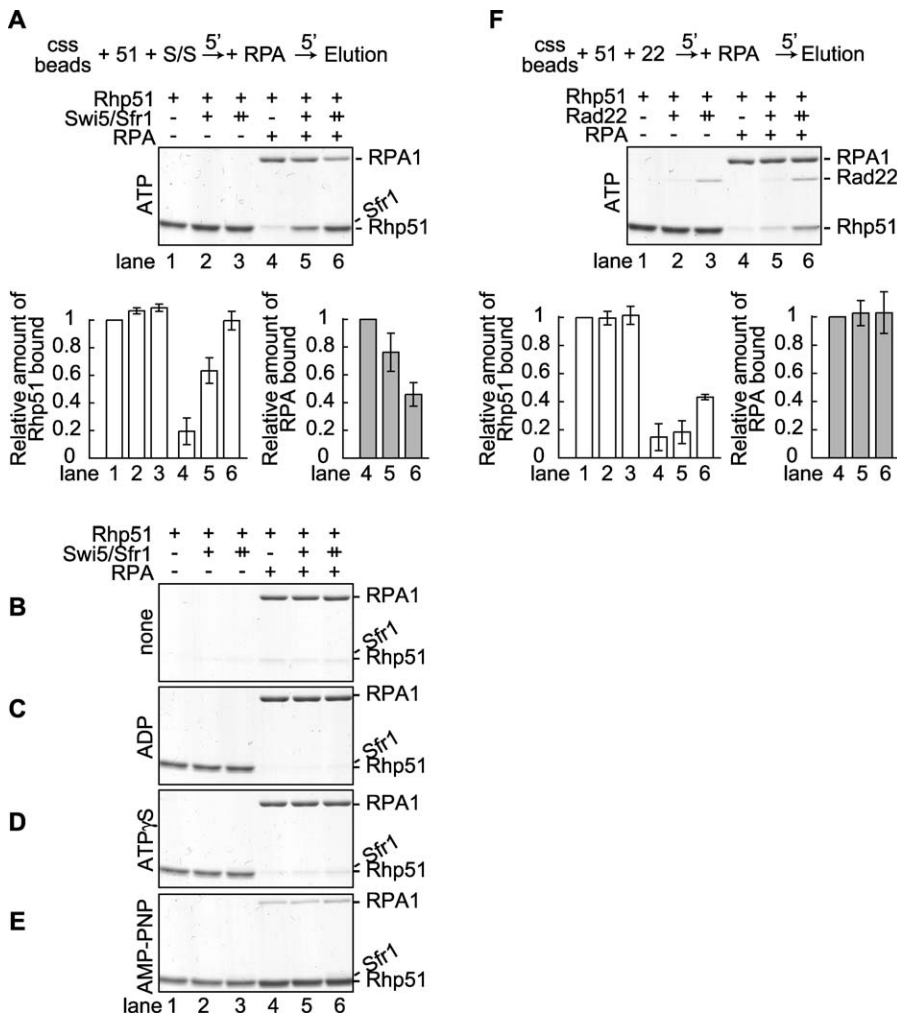 A
css beads + 51 + S/S 5' → + RPA 5' → Elution
Rhp51 + + + + + +
Swi5/Sfr1 - + ++ - + ++
RPA - - - + + +
ATP
RPA1
Sfr1
Rhp51
lane 1 2 3 4 5 6
Relative amount of Rhp51 bound
1
0.8
0.6
0.4
0.2
0
lane 1 2 3 4 5 6
Relative amount of RPA bound
1
0.8
0.6
0.4
0.2
0
lane 4 5 6
F
css beads + 51 + 22 5' → + RPA 5' → Elution
Rhp51 + + + + + +
Rad22 - + ++ - + ++
RPA - - - + + +
ATP
RPA1
Rad22
Rhp51
lane 1 2 3 4 5 6
Relative amount of Rhp51 bound
1
0.8
0.6
0.4
0.2
0
lane 1 2 3 4 5 6
Relative amount of RPA bound
1
0.8
0.6
0.4
0.2
0
lane 4 5 6
Rhp51 + + + + + +
Swi5/Sfr1 - + ++ - + ++
RPA - - - + + +
B
none
RPA1
Sfr1
Rhp51
C
ADP
RPA1
Sfr1
Rhp51
D
ATPγS
RPA1
Sfr1
Rhp51
E
AMP-PNP
RPA1
Sfr1
Rhp51
lane 1 2 3 4 5 6